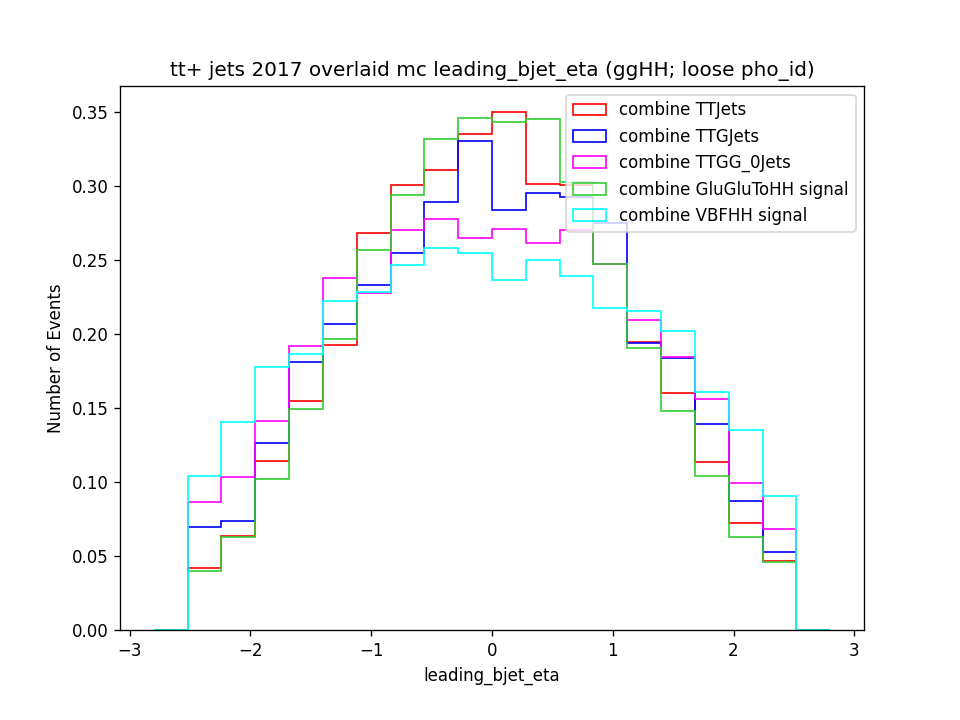 tt+ jets 2017 overlaid mc leading_bjet_eta (ggHH; loose pho_id)
combine TTJets
combine TTGJets
combine TTGG_0Jets
combine GluGluToHH signal
combine VBFHH signal
Number of Events
0.35
0.30
0.25
0.20
0.15
0.10
0.05
0.00
−3 −2 −1 0 1 2 3
leading_bjet_eta